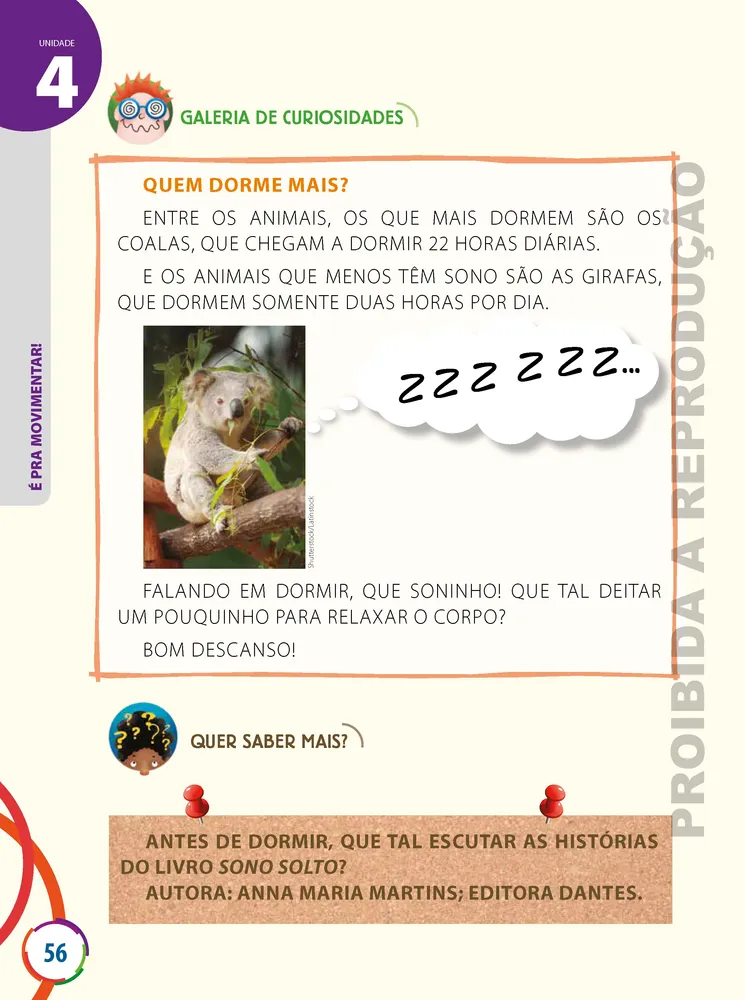 UNIDADE
4
GALERIA DE CURIOSIDADES
QUEM DORME MAIS?
ENTRE OS ANIMAIS, OS QUE MAIS DORMEM SÃO OS
COALAS, QUE CHEGAM A DORMIR 22 HORAS DIÁRIAS.
E OS ANIMAIS QUE MENOS TÊM SONO SÃO AS GIRAFAS,
QUE DORMEM SOMENTE DUAS HORAS POR DIA.
Z Z Z Z Z Z...
Shutterstock/Latinstock
FALANDO EM DORMIR, QUE SONINHO! QUE TAL DEITAR
UM POUQUINHO PARA RELAXAR O CORPO?
BOM DESCANSO!
QUER SABER MAIS?
ANTES DE DORMIR, QUE TAL ESCUTAR AS HISTÓRIAS
DO LIVRO SONO SOLTO?
AUTORA: ANNA MARIA MARTINS; EDITORA DANTES.
É PRA MOVIMENTAR!
PROIBIDA A REPRODUÇÃO
56